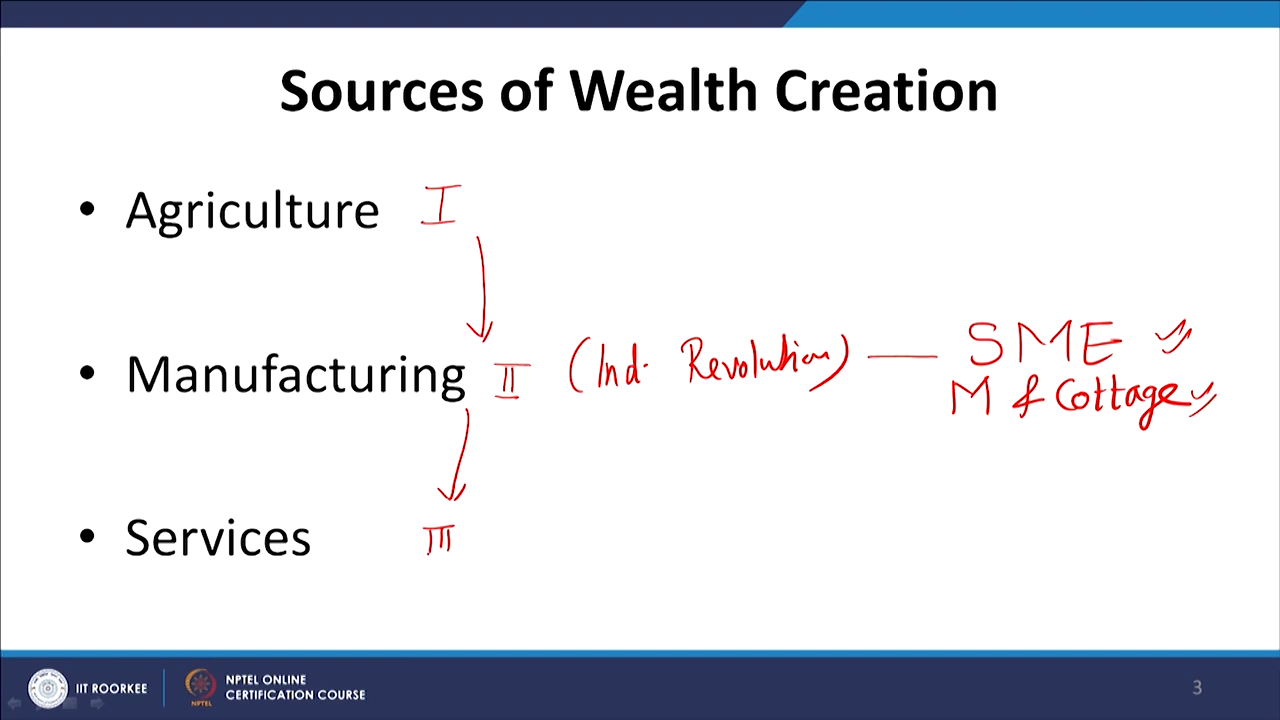 Sources of Wealth Creation
• Agriculture I
• Manufacturing II (Ind. Revolution) — SME
M & Cottage
• Services III
IIT ROORKEE
NPTEL
NPTEL ONLINE
CERTIFICATION COURSE
3